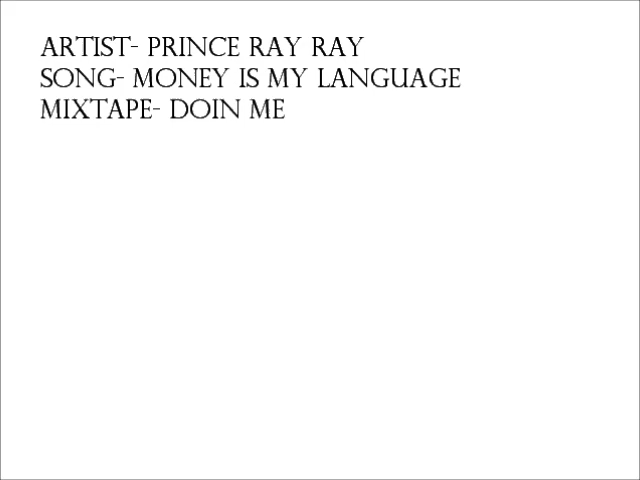 ARTIST- PRINCE RAY RAY
SONG- MONEY IS MY LANGUAGE
MIXTAPE- DOIN ME